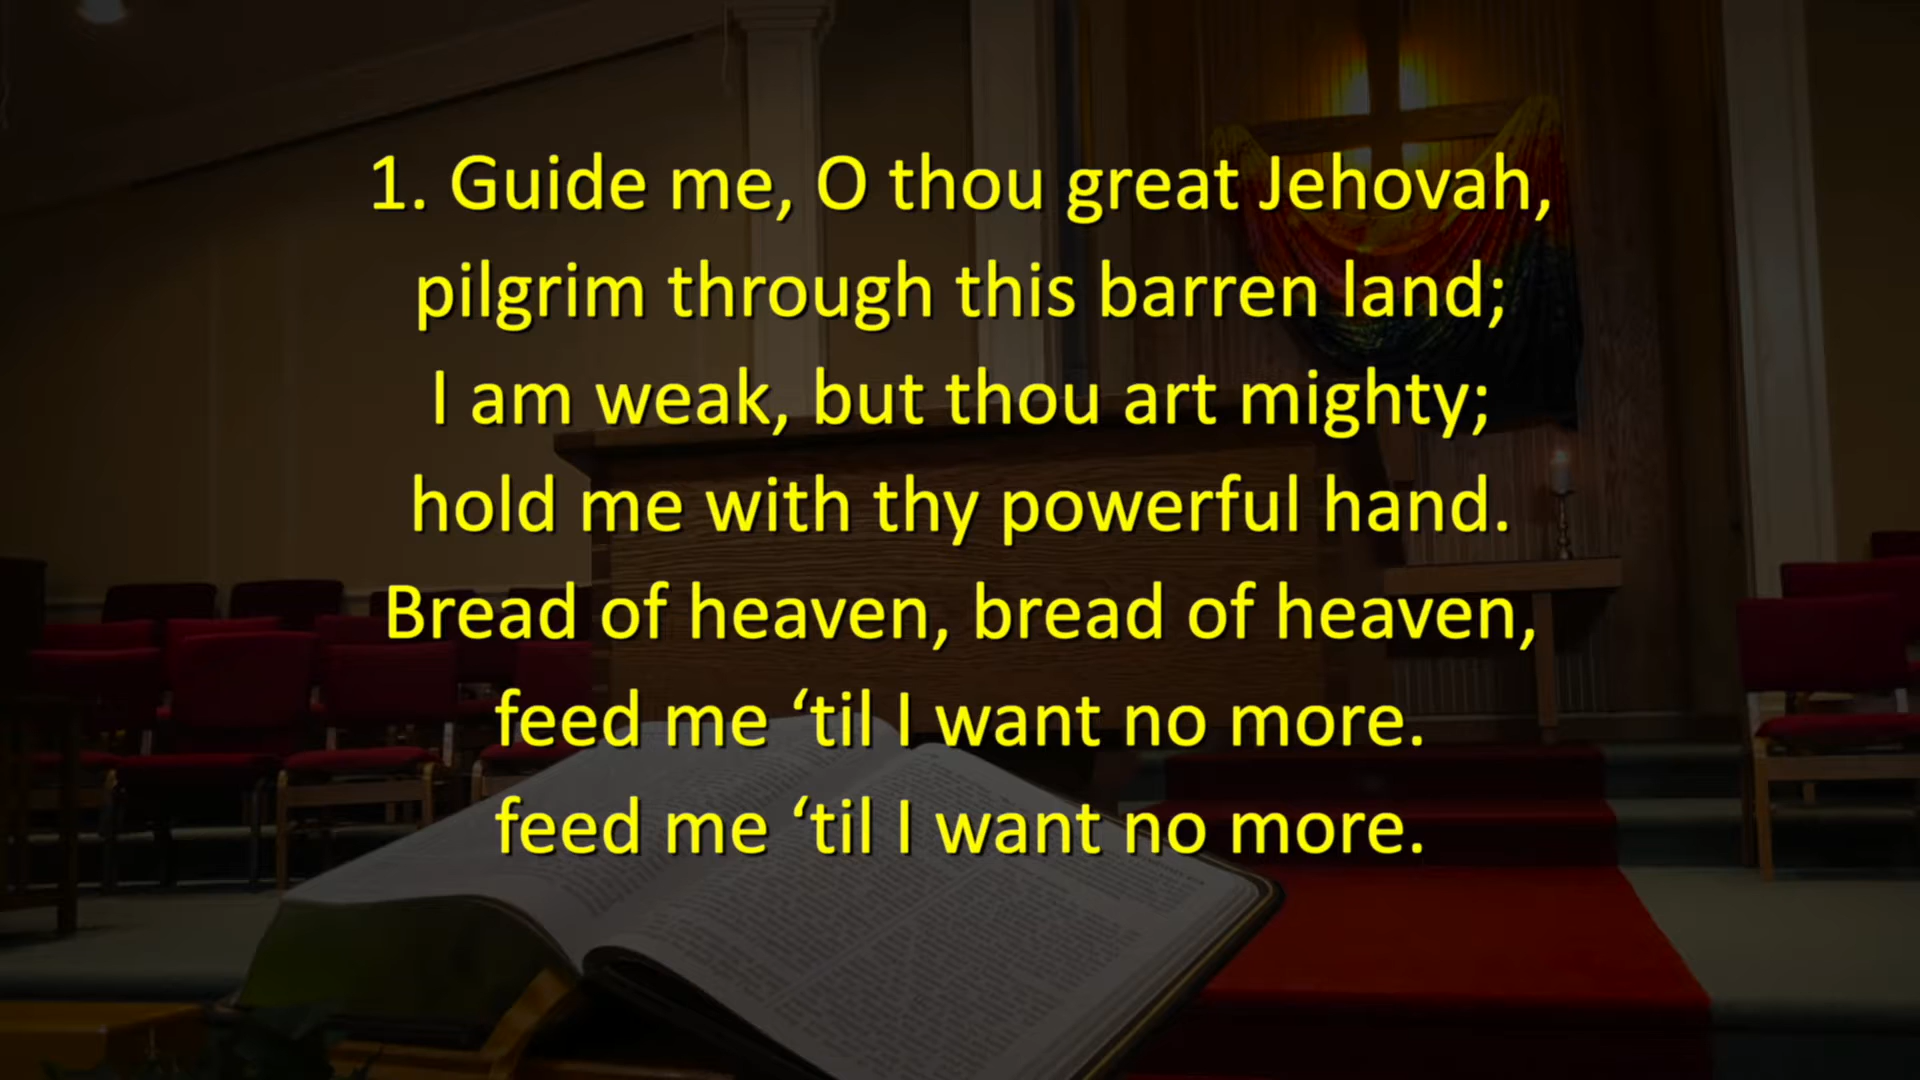 1. Guide me, O thou great Jehovah,
pilgrim through this barren land;
I am weak, but thou art mighty;
hold me with thy powerful hand.
Bread of heaven, bread of heaven,
feed me ‘til I want no more.
feed me ‘til I want no more.